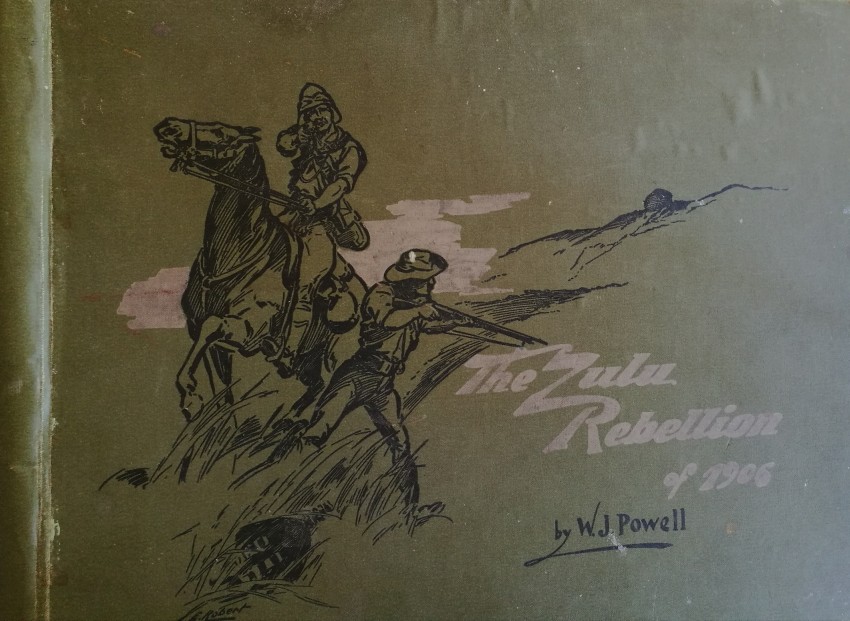 The Zulu
Rebellion
of 1906
by W. J. Powell